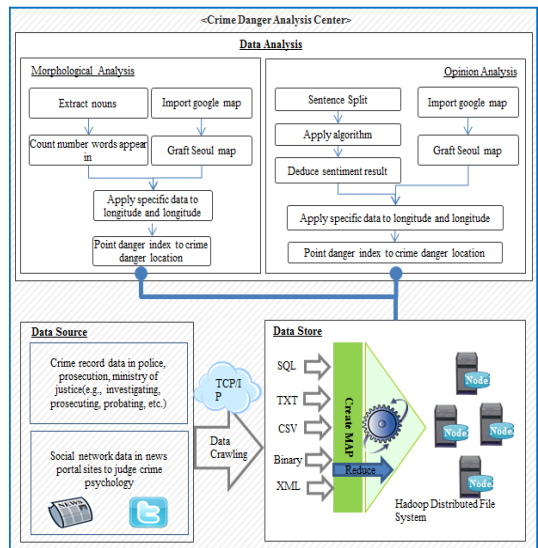 <Crime Danger Analysis Center>
Data Analysis
Morphological Analysis
Extract nouns
Import google map
Count number words appear
in
Graft Seoul map
Apply specific data to
longitude and longitude
Point danger index to crime
danger location
Opinion Analysis
Sentence Split
Import google map
Apply algorithm
Deduce sentiment result
Graft Seoul map
Apply specific data to longitude and longitude
Point danger index to crime danger location
Data Source
Crime record data in police,
prosecution, ministry of
justice(e.g., investigating,
prosecuting, probating, etc.)
Social network data in news
portal sites to judge crime
psychology
NEWS
TCP/I
P
Data
Crawling
Data Store
SQL
TXT
CSV
Binary
XML
Create MAP
Reduce
Node
Node
Node
Node
Hadoop Distributed File
System